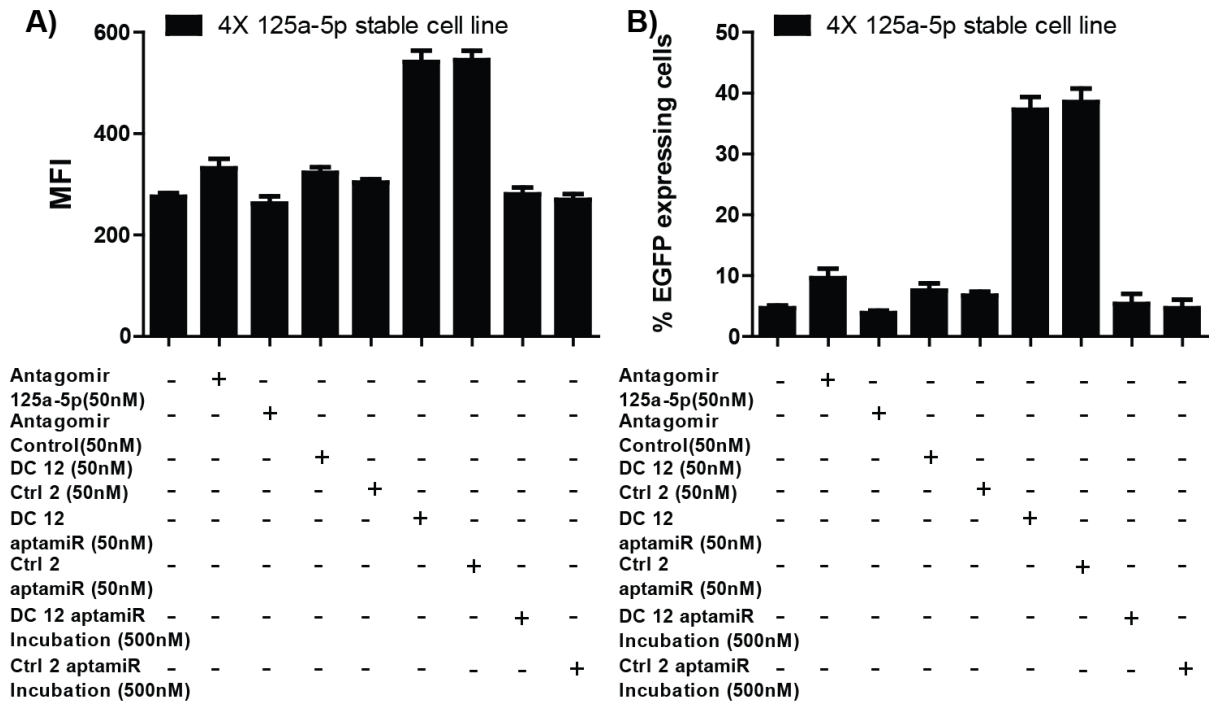 A)
4X 125a-5p stable cell line
MFI
600
400
200
0
Antagomir - + - - - - - - -
125a-5p(50nM)
Antagomir - - + - - - - - -
Control(50nM)
DC 12 (50nM) - - - + - - - - -
Ctrl 2 (50nM) - - - - + - - - -
DC 12 - - - - - + - - -
aptamiR (50nM)
Ctrl 2 - - - - - - + - -
aptamiR (50nM)
DC 12 aptamiR - - - - - - - + -
Incubation (500nM)
Ctrl 2 aptamiR - - - - - - - - +
Incubation (500nM)
B)
4X 125a-5p stable cell line
% EGFP expressing cells
50
40
30
20
10
0
Antagomir - + - - - - - - -
125a-5p(50nM)
Antagomir - - + - - - - - -
Control(50nM)
DC 12 (50nM) - - - + - - - - -
Ctrl 2 (50nM) - - - - + - - - -
DC 12 - - - - - + - - -
aptamiR (50nM)
Ctrl 2 - - - - - - + - -
aptamiR (50nM)
DC 12 aptamiR - - - - - - - + -
Incubation (500nM)
Ctrl 2 aptamiR - - - - - - - - +
Incubation (500nM)